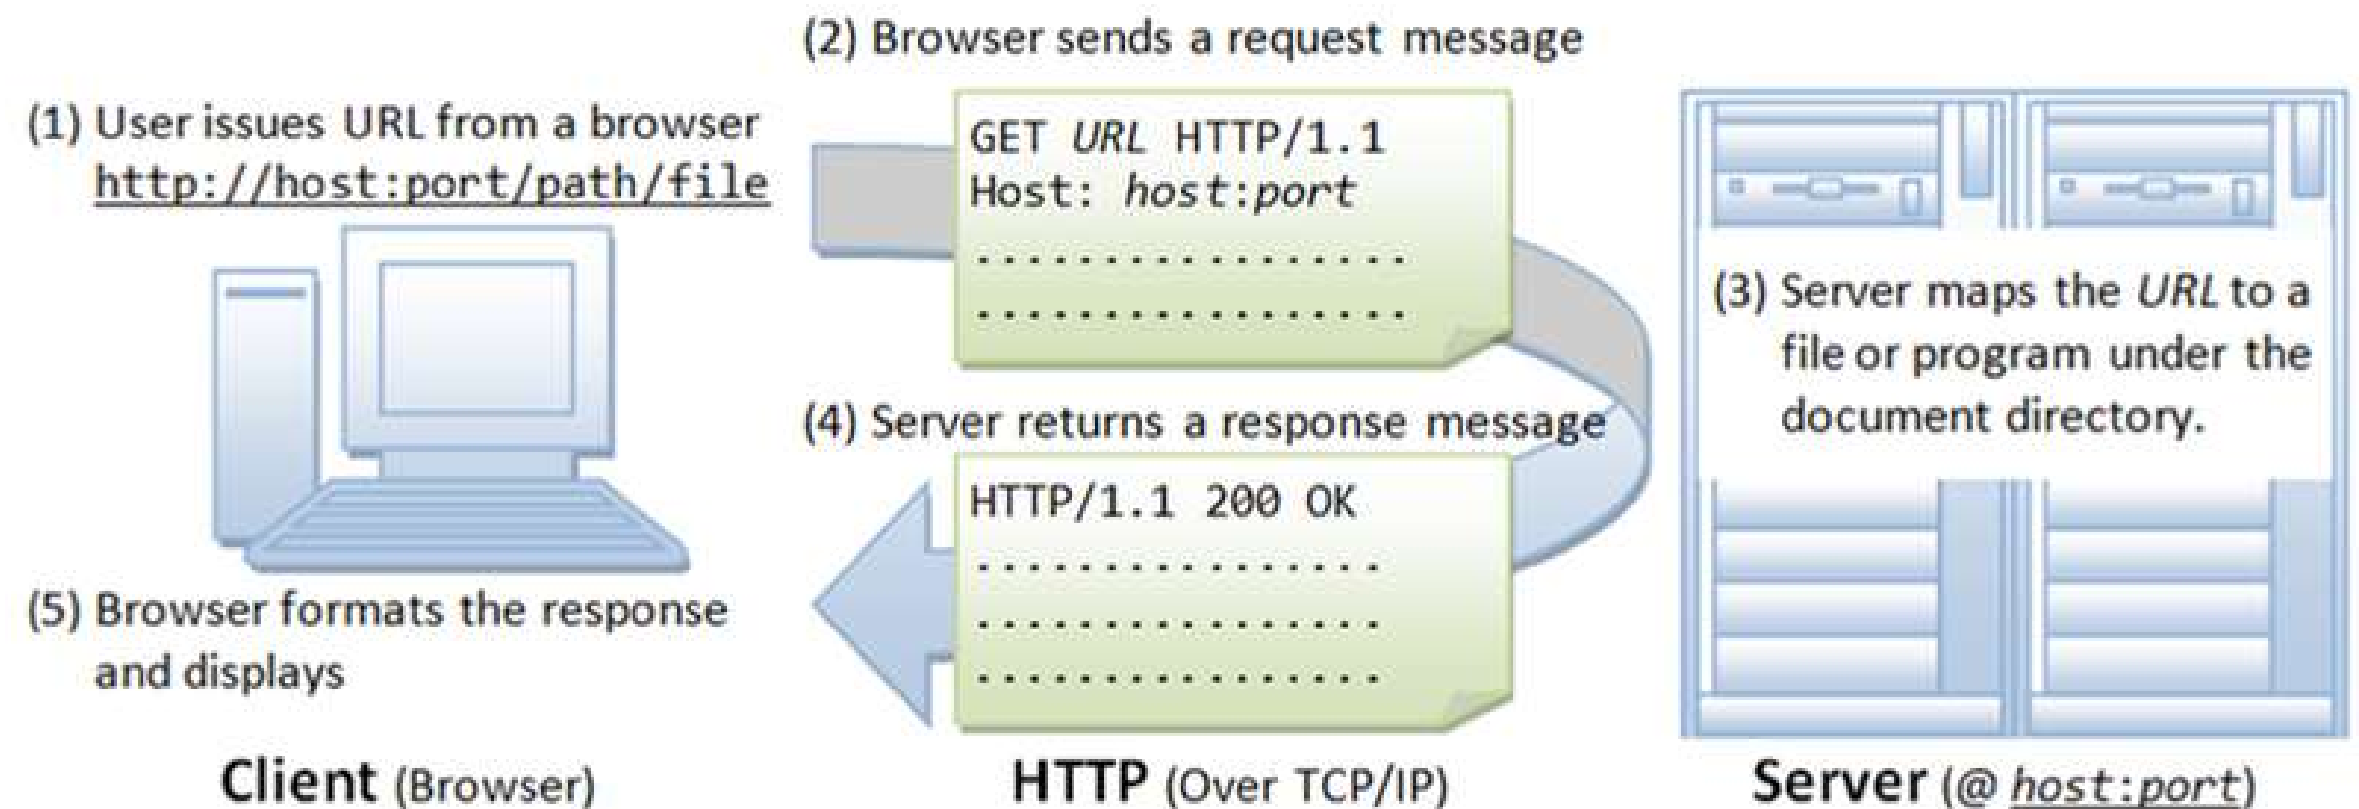 (1) User issues URL from a browser
http://host:port/path/file
(2) Browser sends a request message
GET URL HTTP/1.1
Host: host:port
.................
.................
(3) Server maps the URL to a
file or program under the
document directory.
(4) Server returns a response message
HTTP/1.1 200 OK
................
................
................
(5) Browser formats the response
and displays
Client (Browser)
HTTP (Over TCP/IP)
Server (@ host:port)